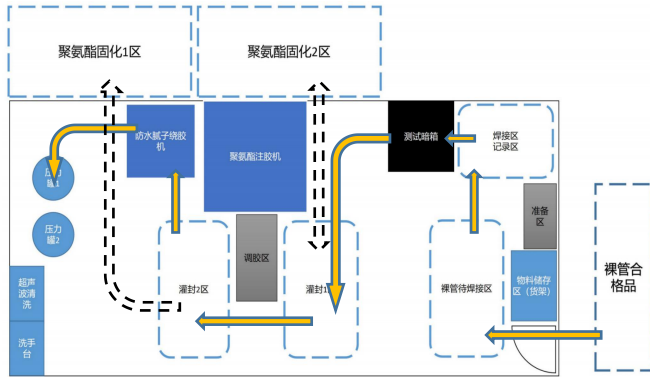 聚氨酯固化1区
聚氨酯固化2区
防水腻子绕胶
机
聚氨酯注胶机
测试暗箱
焊接区
记录区
压力
罐1
压力
罐2
准备
区
裸管合
格品
超声
波清
洗
洗手
台
调胶区
灌封2区
灌封1
裸管待焊接区
物料储存
区（货架）